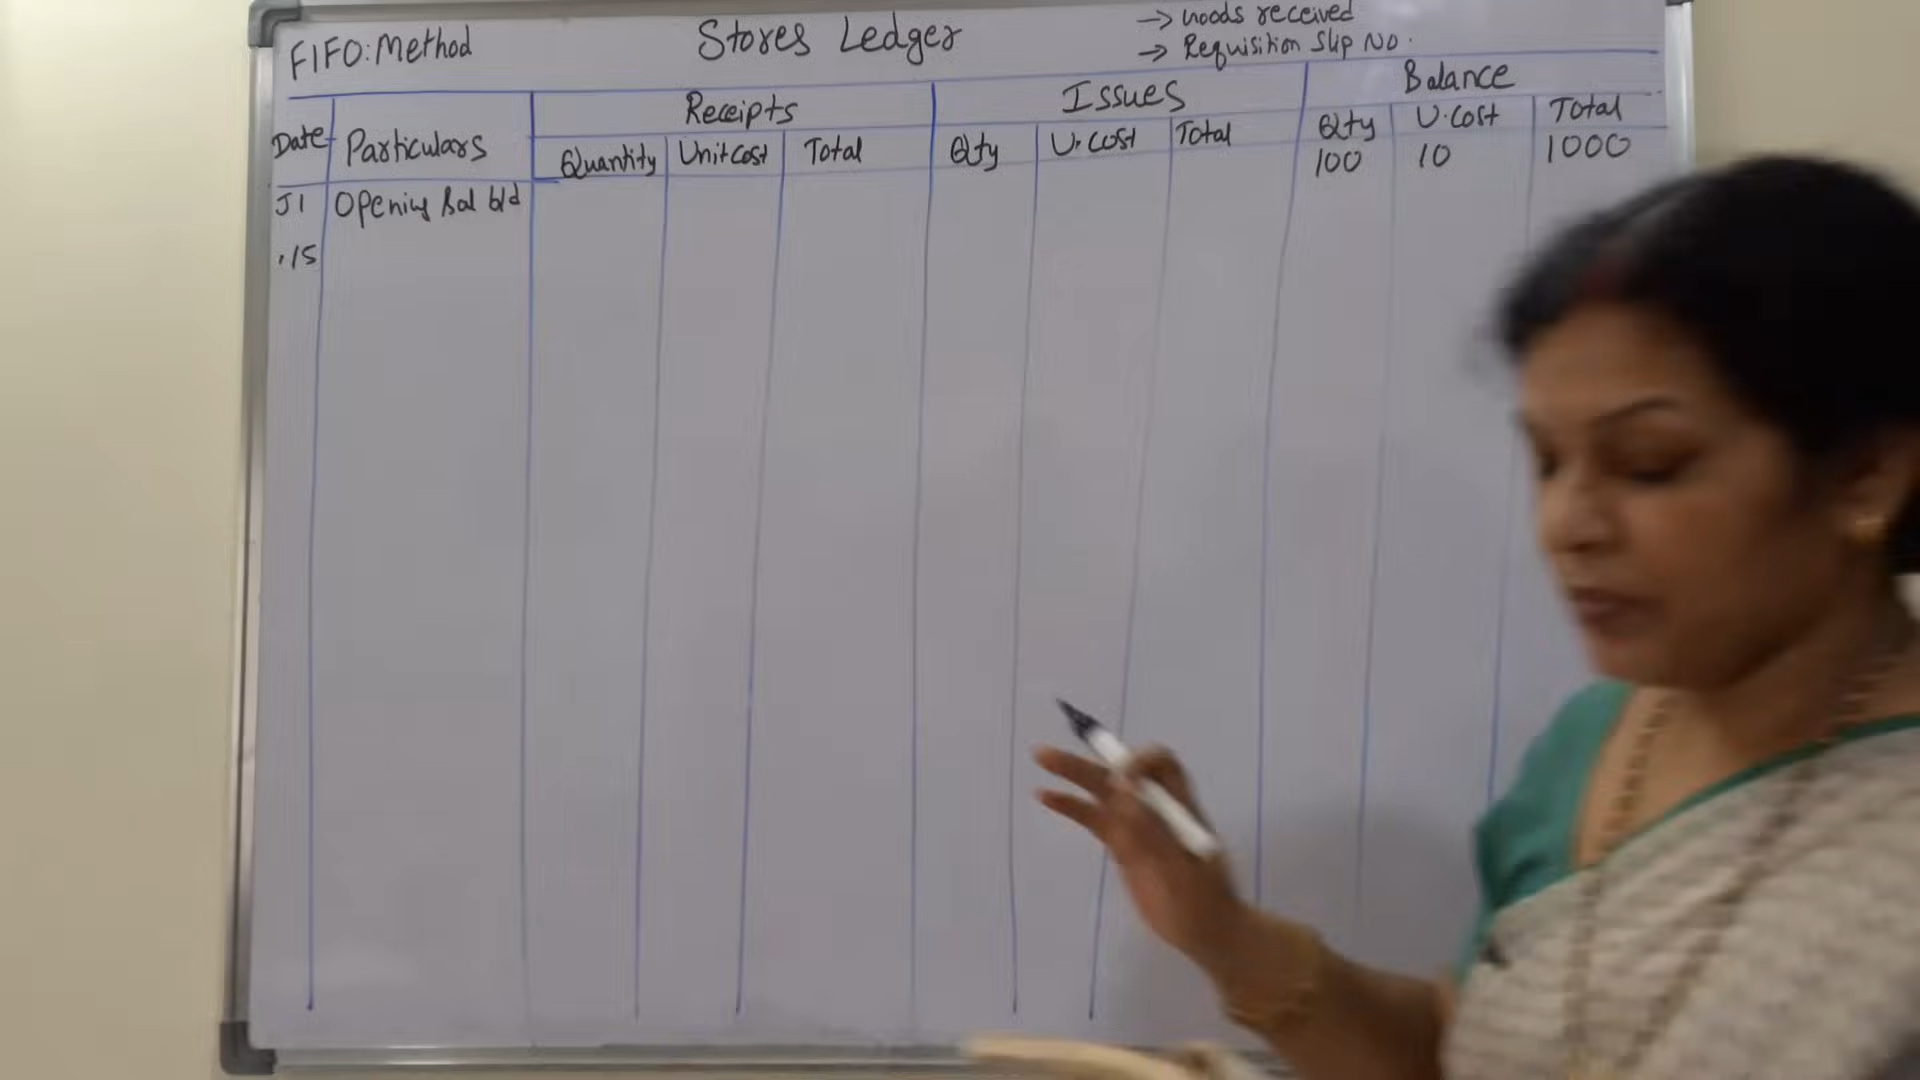 FIFO: Method
Stores Ledger
→ Goods received
→ Requisition Slip No.
Date
Particulars
Receipts
Quantity
Unit cost
Total
Issues
Qty
U. cost
Total
Balance
Qty
U. cost
Total
100
10
1000
J1
Opening Bal b/d
15